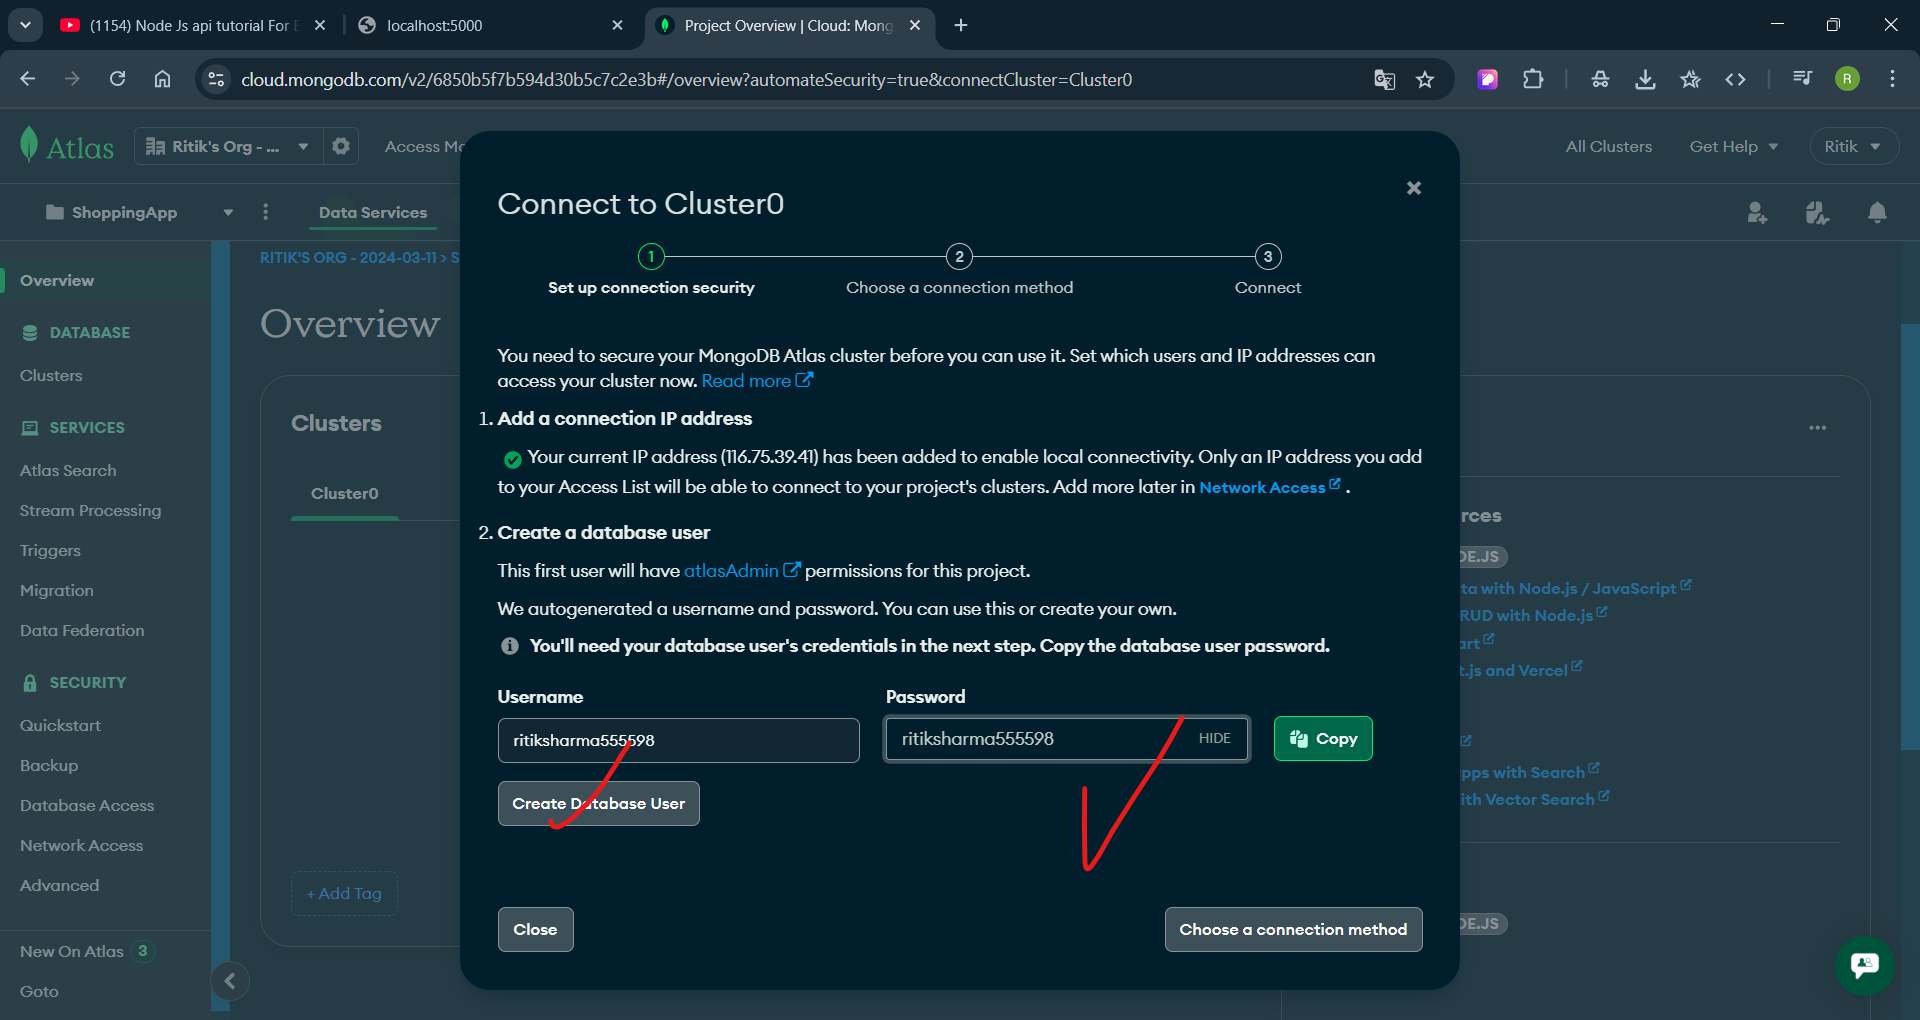 (1154) Node Js api tutorial For B
localhost:5000
Project Overview | Cloud: Mong
cloud.mongodb.com/v2/6850b5f7b594d30b5c7c2e3b#/overview?automateSecurity=true&connectCluster=Cluster0
R
Atlas
Ritik's Org - ...
Access Mo
All Clusters
Get Help
Ritik
ShoppingApp
Data Services
RITIK'S ORG - 2024-03-11 > S
Overview
DATABASE
Clusters
SERVICES
Atlas Search
Stream Processing
Triggers
Migration
Data Federation
SECURITY
Quickstart
Backup
Database Access
Network Access
Advanced
New On Atlas 3
Goto
Overview
Clusters
Cluster0
+ Add Tag
Connect to Cluster0
1 2 3
Set up connection security Choose a connection method Connect
You need to secure your MongoDB Atlas cluster before you can use it. Set which users and IP addresses can
access your cluster now. Read more
1. Add a connection IP address
Your current IP address (116.75.39.41) has been added to enable local connectivity. Only an IP address you add
to your Access List will be able to connect to your project's clusters. Add more later in Network Access .
2. Create a database user
This first user will have atlasAdmin permissions for this project.
We autogenerated a username and password. You can use this or create your own.
You'll need your database user's credentials in the next step. Copy the database user password.
Username Password
ritiksharma555598 ritiksharma555598 HIDE Copy
Create Database User
Close Choose a connection method
rces
DE.JS
ta with Node.js / JavaScript
RUD with Node.js
art
t.js and Vercel
pps with Search
ith Vector Search
DE.JS